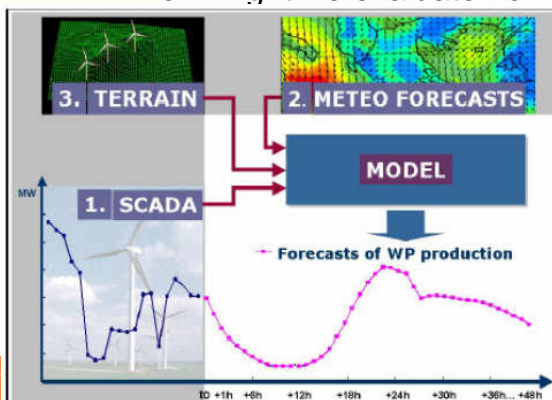 3. TERRAIN
2. METEO FORECASTS
MODEL
1. SCADA
MW
Forecasts of WP production
t0 +1h +6h +12h +18h +24h +30h +36h... +48h